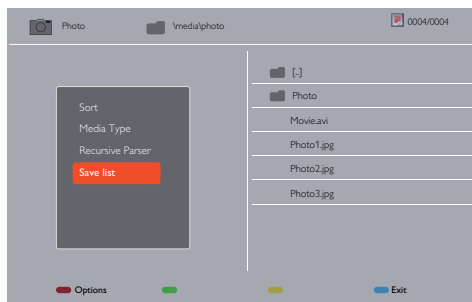 Photo \media\photo 0004/0004
[..]
Photo
Movie.avi
Photo1.jpg
Photo2.jpg
Photo3.jpg
Sort
Media Type
Recursive Parser
Save list
Options Exit